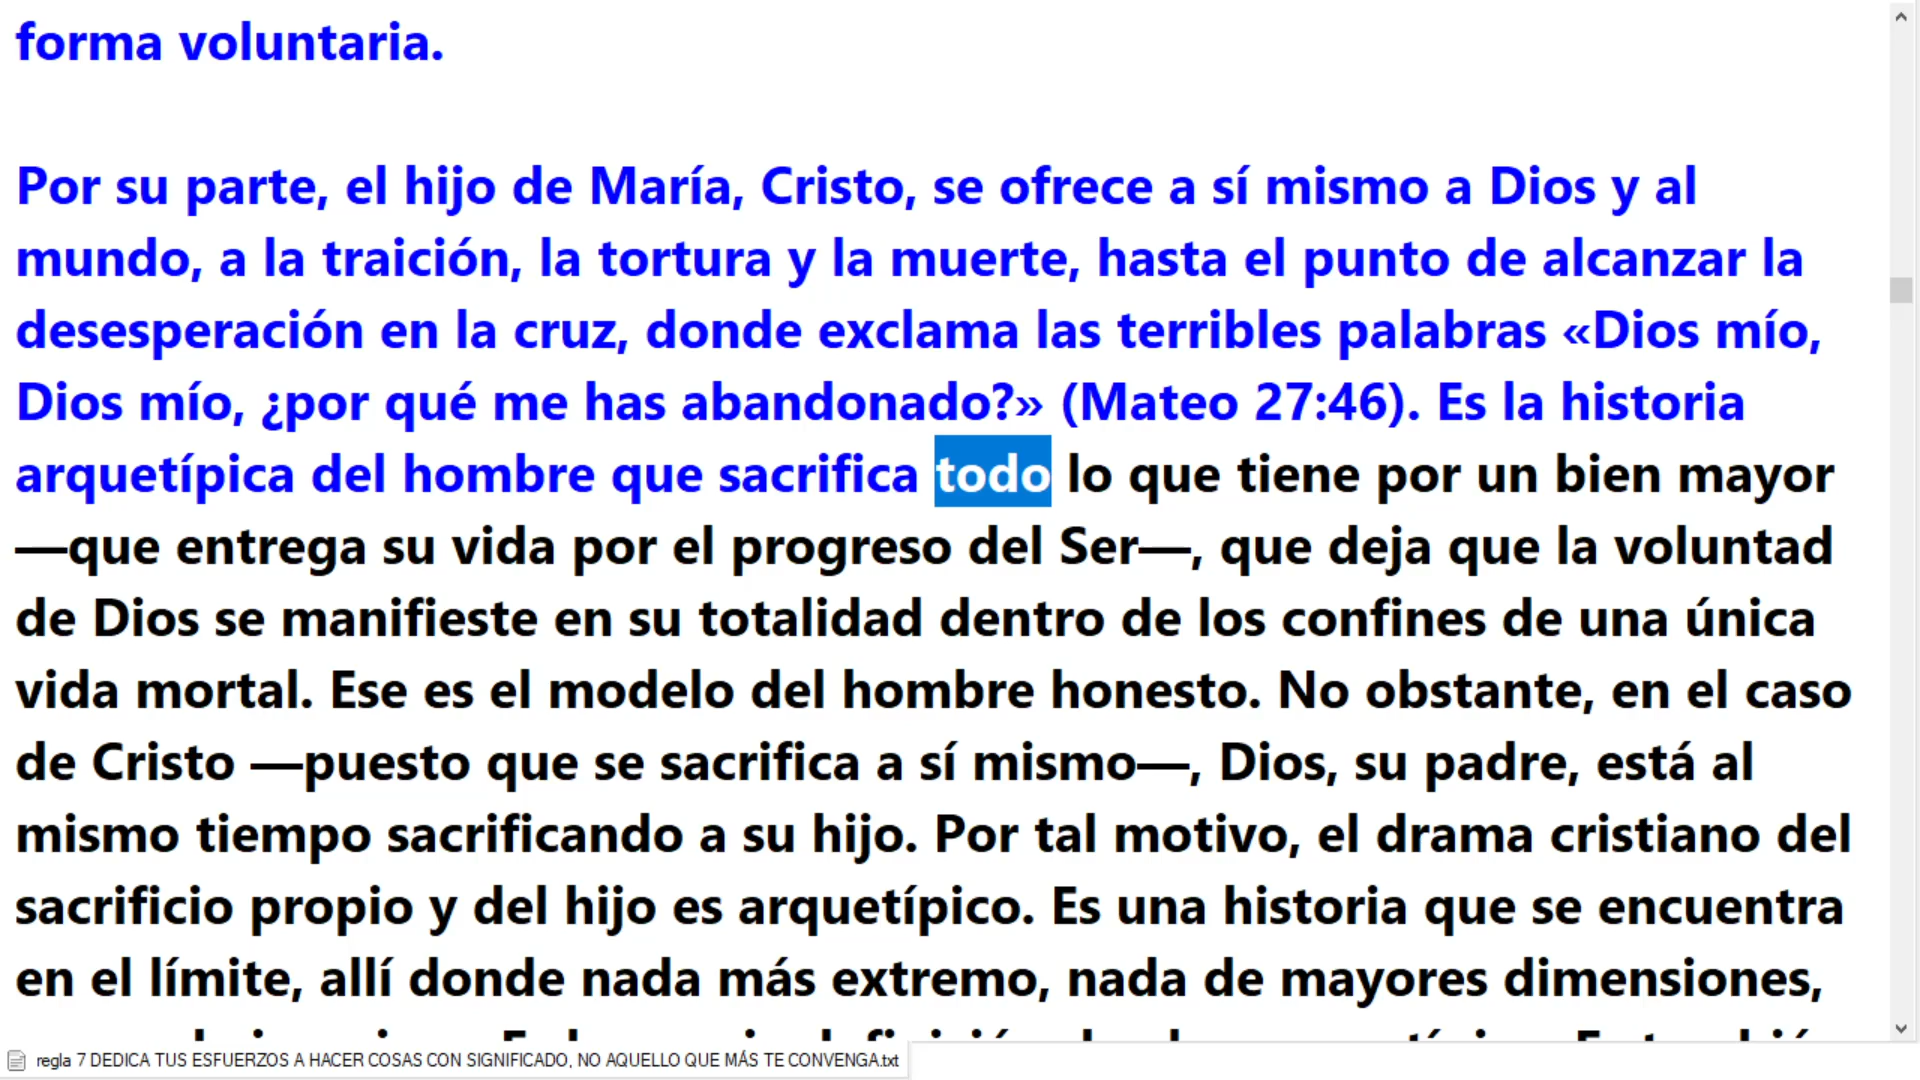 forma voluntaria.
Por su parte, el hijo de María, Cristo, se ofrece a sí mismo a Dios y al
mundo, a la traición, la tortura y la muerte, hasta el punto de alcanzar la
desesperación en la cruz, donde exclama las terribles palabras «Dios mío,
Dios mío, ¿por qué me has abandonado?» (Mateo 27:46). Es la historia
arquetípica del hombre que sacrifica todo lo que tiene por un bien mayor
—que entrega su vida por el progreso del Ser—, que deja que la voluntad
de Dios se manifieste en su totalidad dentro de los confines de una única
vida mortal. Ese es el modelo del hombre honesto. No obstante, en el caso
de Cristo —puesto que se sacrifica a sí mismo—, Dios, su padre, está al
mismo tiempo sacrificando a su hijo. Por tal motivo, el drama cristiano del
sacrificio propio y del hijo es arquetípico. Es una historia que se encuentra
en el límite, allí donde nada más extremo, nada de mayores dimensiones,
regla 7 DEDICA TUS ESFUERZOS A HACER COSAS CON SIGNIFICADO, NO AQUELLO QUE MÁS TE CONVENGA.txt